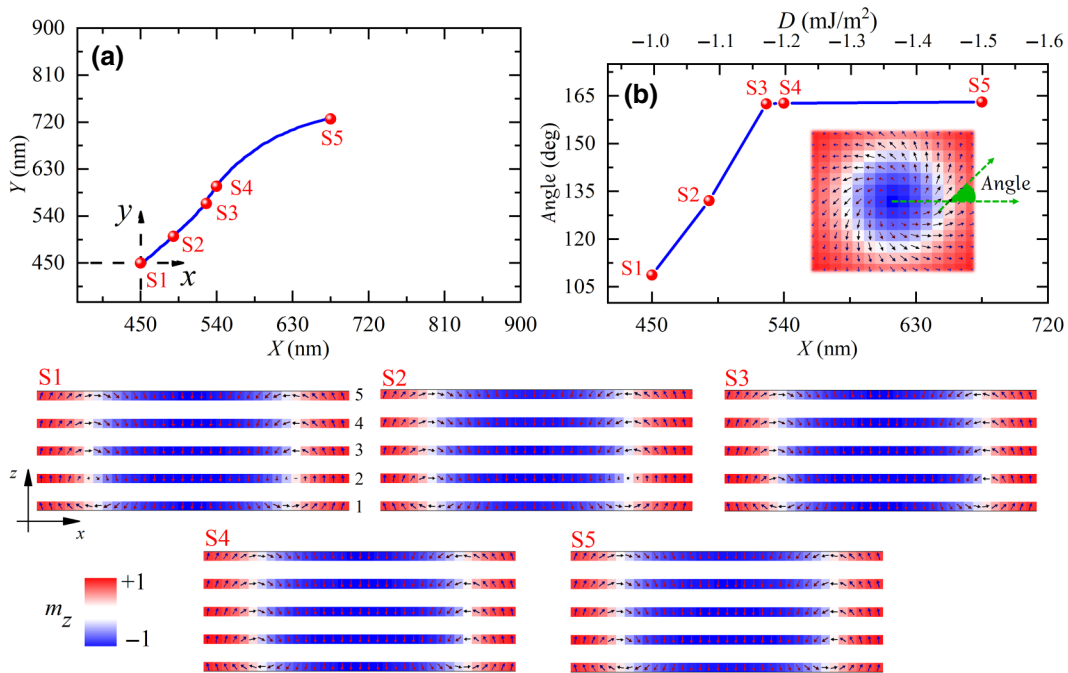 (a)
900
810
720
630
540
450
Y (nm)
S5
S4
S3
S2
S1
y
x
450
540
630
720
810
900
X (nm)
D (mJ/m²)
−1.0
−1.1
−1.2
−1.3
−1.4
−1.5
−1.6
(b)
165
150
135
120
105
Angle (deg)
S3
S4
S5
S2
S1
Angle
450
540
630
720
X (nm)
S1
S2
S3
5
4
3
2
1
z
x
S4
S5
+1
m_z
−1